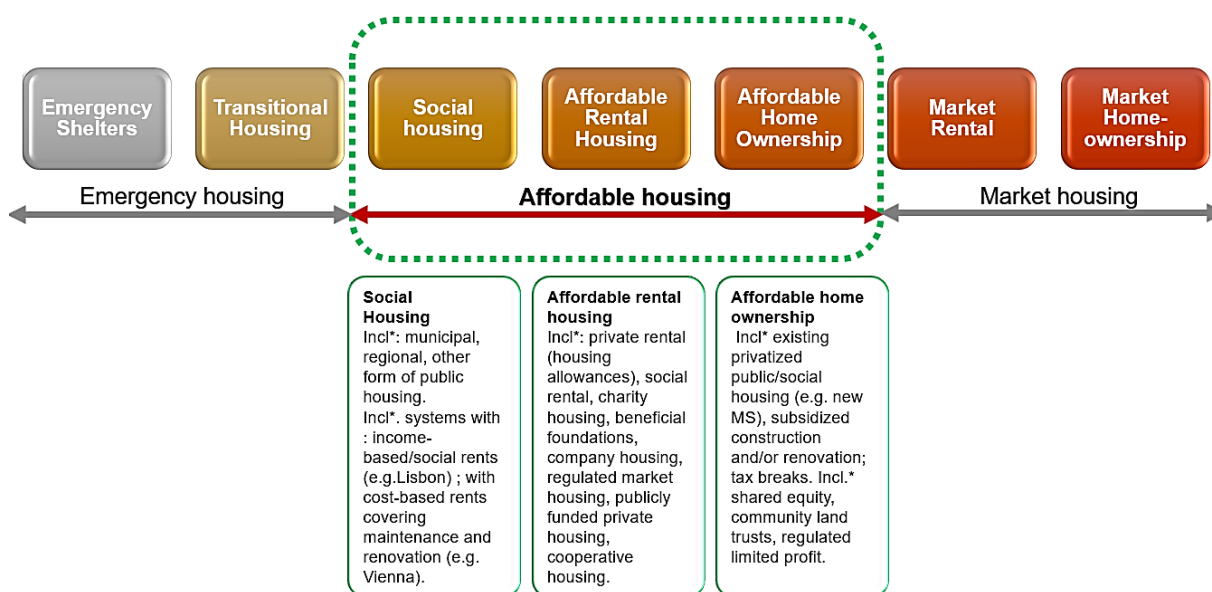 Emergency
Shelters
Transitional
Housing
Social
housing
Affordable
Rental
Housing
Affordable
Home
Ownership
Market
Rental
Market
Home-
ownership
Emergency housing
Affordable housing
Market housing
Social
Housing
Incl*: municipal,
regional, other
form of public
housing.
Incl*. systems with
: income-
based/social rents
(e.g.Lisbon) ; with
cost-based rents
covering
maintenance and
renovation (e.g.
Vienna).
Affordable rental
housing
Incl*: private rental
(housing
allowances), social
rental, charity
housing, beneficial
foundations,
company housing,
regulated market
housing, publicly
funded private
housing,
cooperative
housing.
Affordable home
ownership
Incl* existing
privatized
public/social
housing (e.g. new
MS), subsidized
construction
and/or renovation;
tax breaks. Incl.*
shared equity,
community land
trusts, regulated
limited profit.